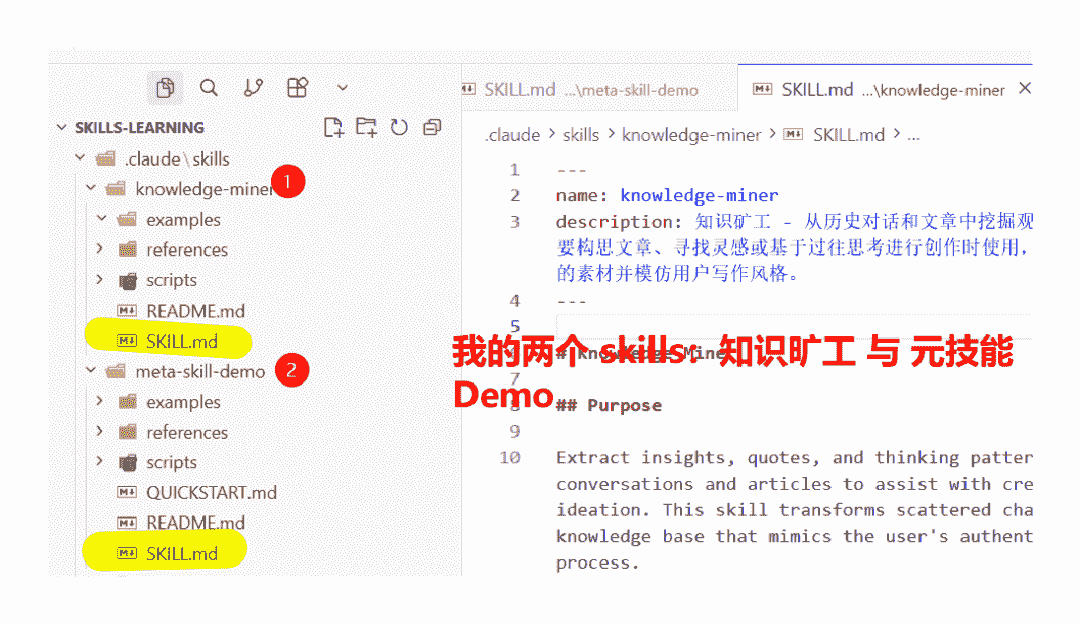 SKILL.md ...\meta-skill-demo
SKILL.md ...\knowledge-miner
SKILLS-LEARNING
.claude > skills > knowledge-miner > SKILL.md > ...
.claude\skills
knowledge-miner
1
examples
references
scripts
README.md
SKILL.md
meta-skill-demo
2
examples
references
scripts
QUICKSTART.md
README.md
SKILL.md
1 ---
2 name: knowledge-miner
3 description: 知识矿工 - 从历史对话和文章中挖掘观
要构思文章、寻找灵感或基于过往思考进行创作时使用,
的素材并模仿用户写作风格。
4 ---
5
# Knowledge Mine
我的两个 skills：知识旷工 与 元技能
Demo
7
8 ## Purpose
9
10 Extract insights, quotes, and thinking patter
conversations and articles to assist with cre
ideation. This skill transforms scattered cha
knowledge base that mimics the user's authent
process.